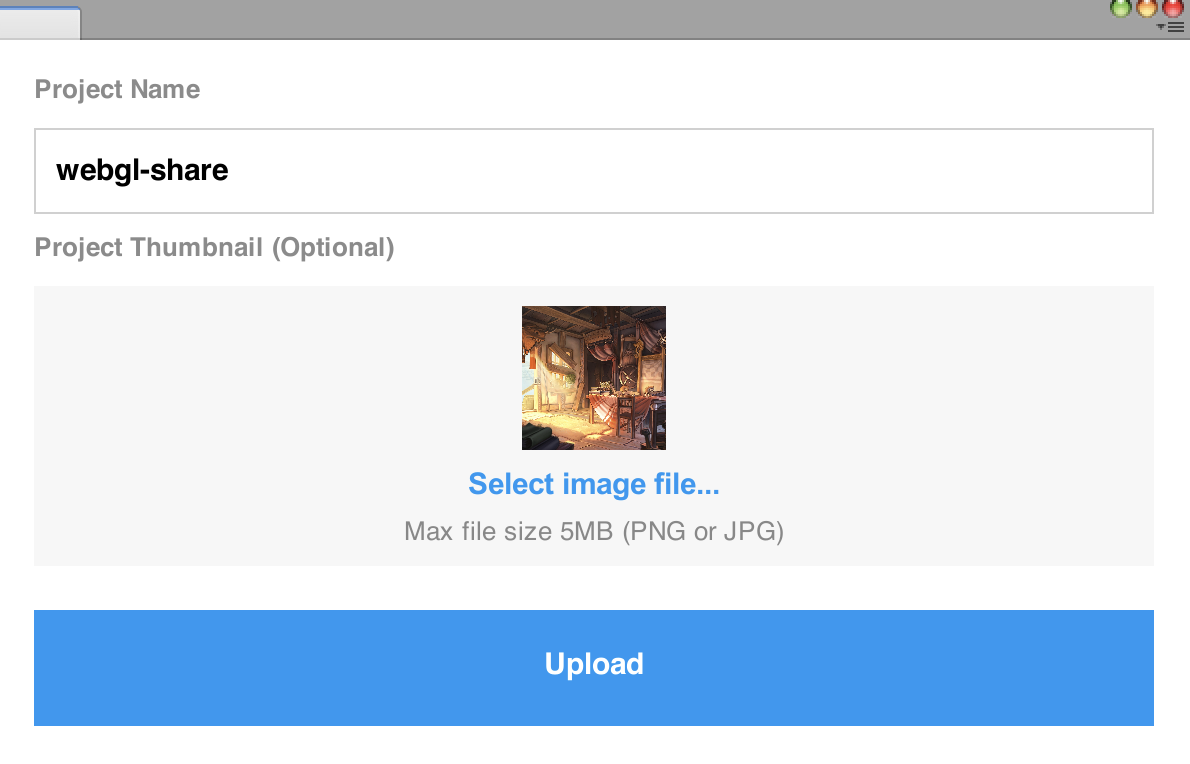 Project Name
webgl-share
Project Thumbnail (Optional)
Select image file...
Max file size 5MB (PNG or JPG)
Upload